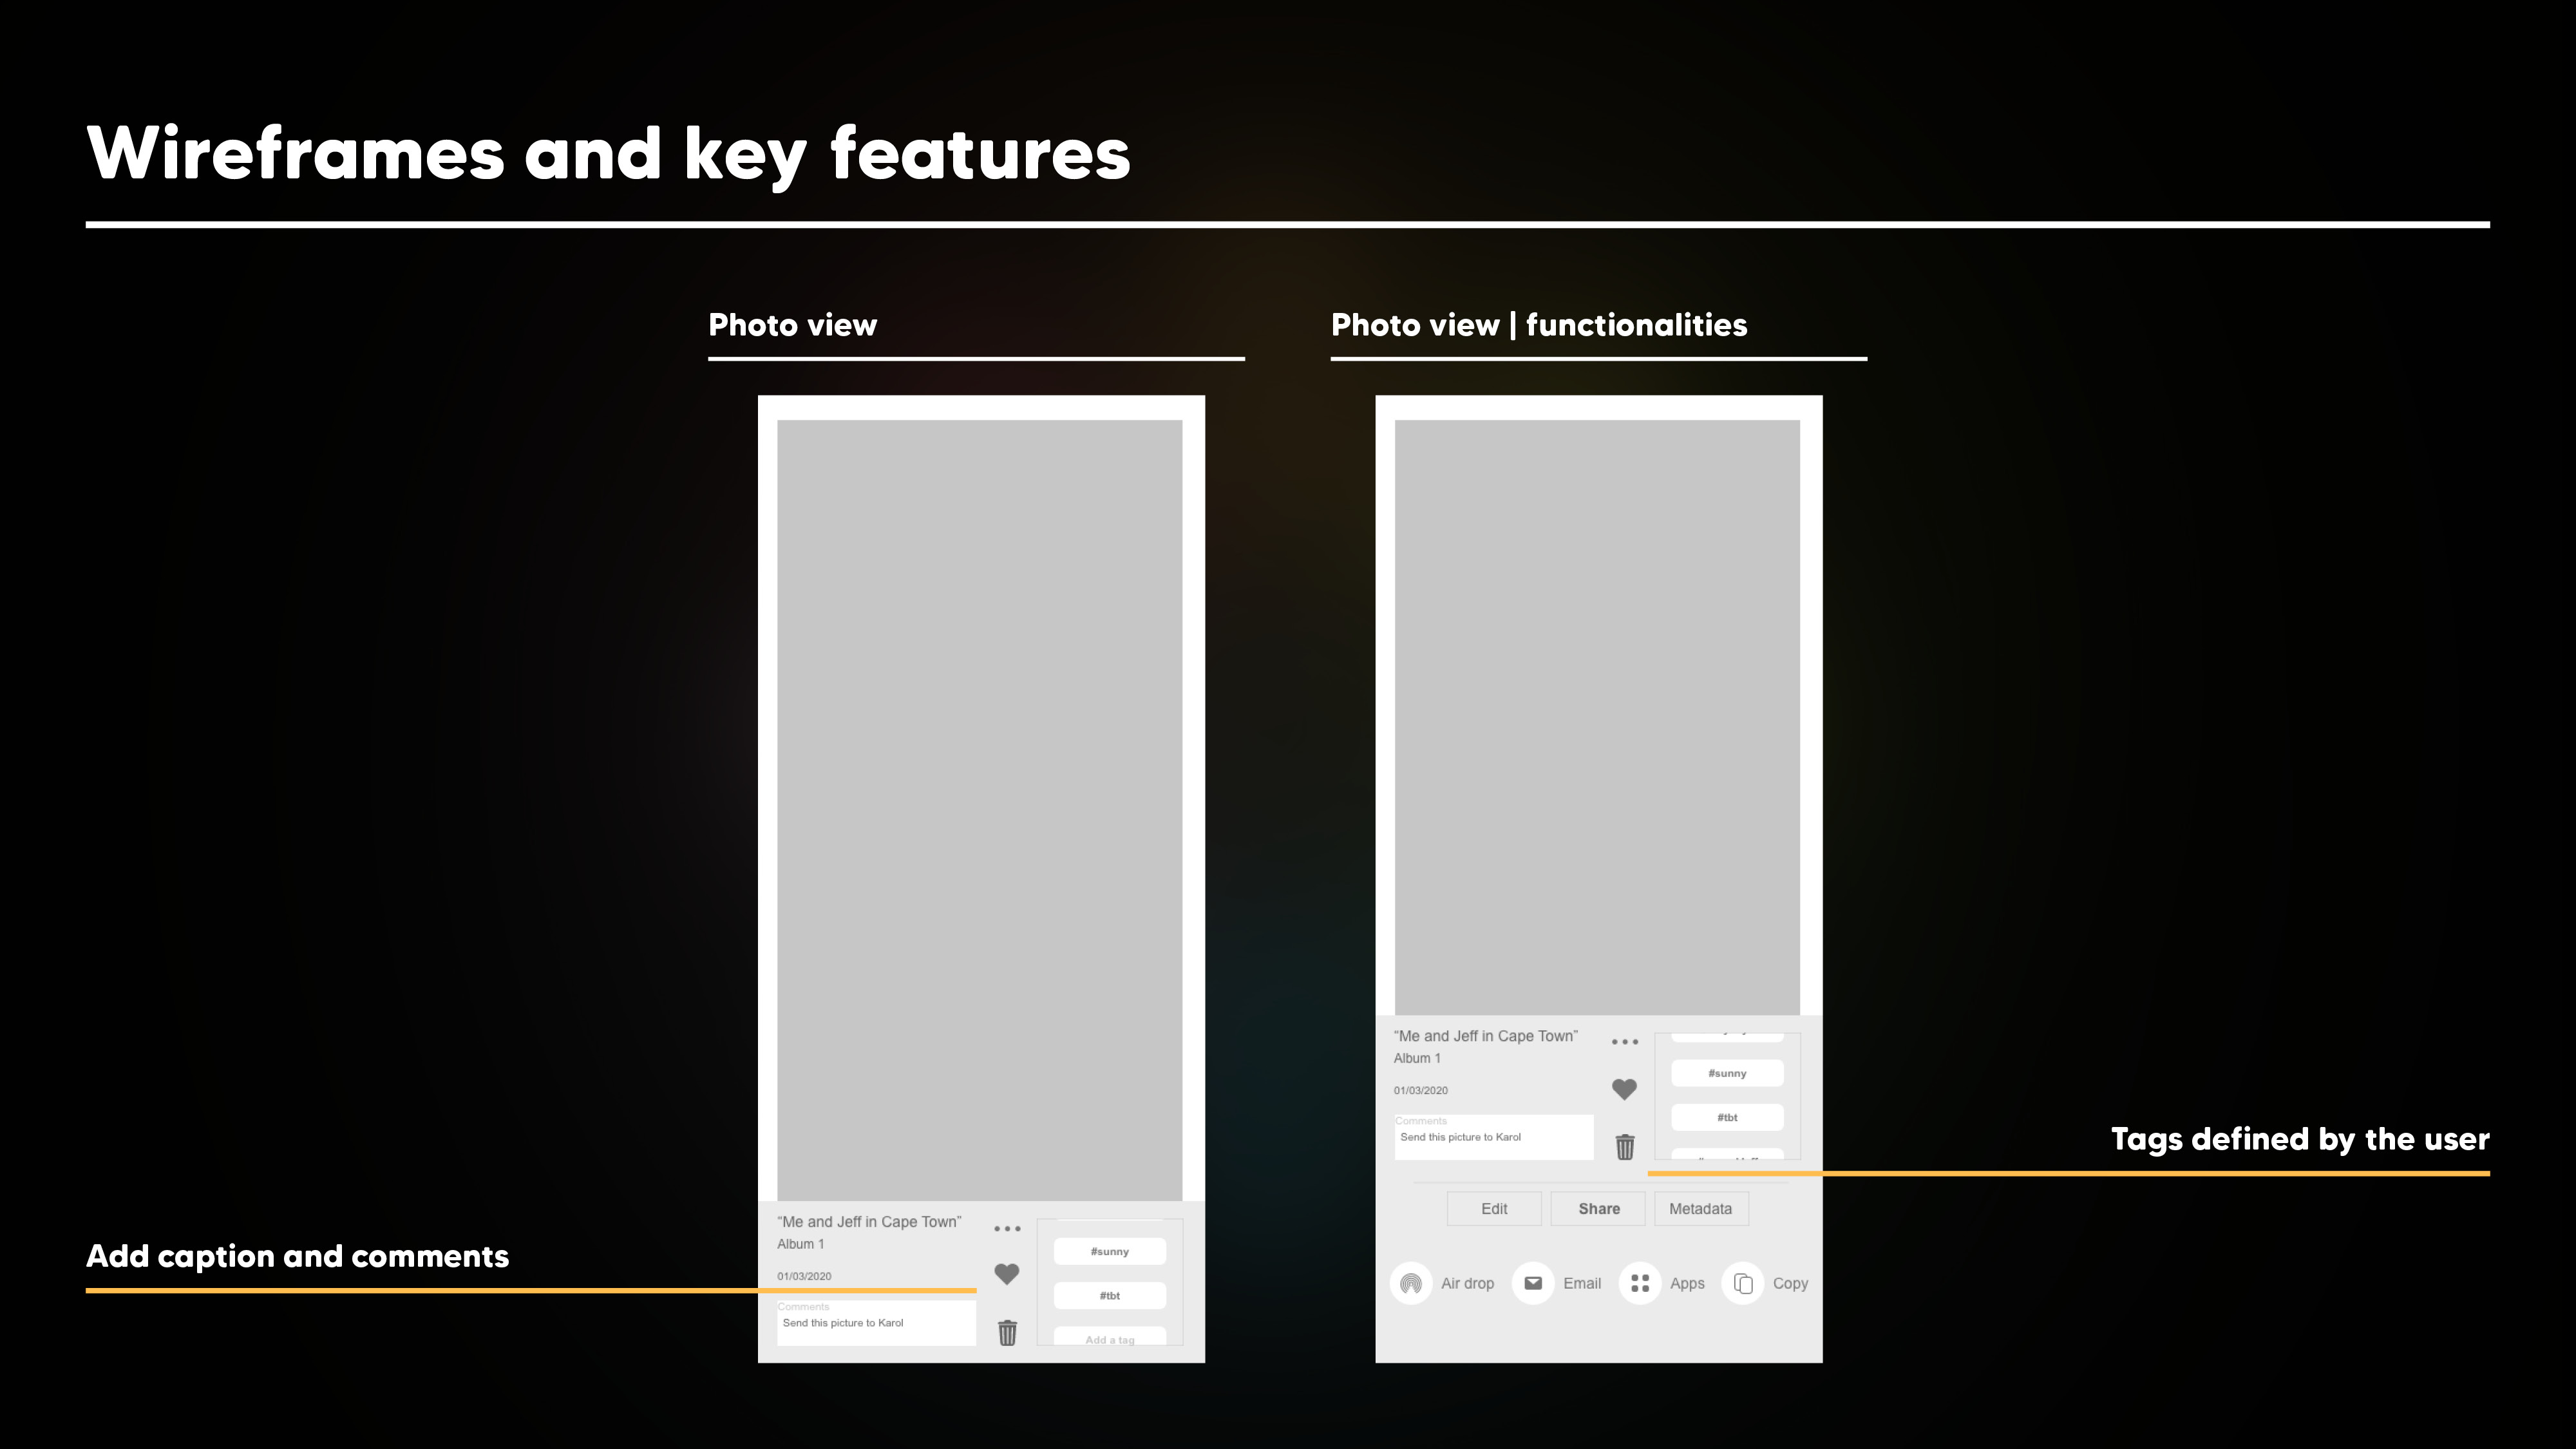 Wireframes and key features
Photo view
Photo view | functionalities
“Me and Jeff in Cape Town”
Album 1
01/03/2020
Comments
Send this picture to Karol
#sunny
#tbt
Add a tag
Add caption and comments
“Me and Jeff in Cape Town”
Album 1
01/03/2020
Comments
Send this picture to Karol
#sunny
#tbt
Tags defined by the user
Edit
Share
Metadata
Air drop
Email
Apps
Copy